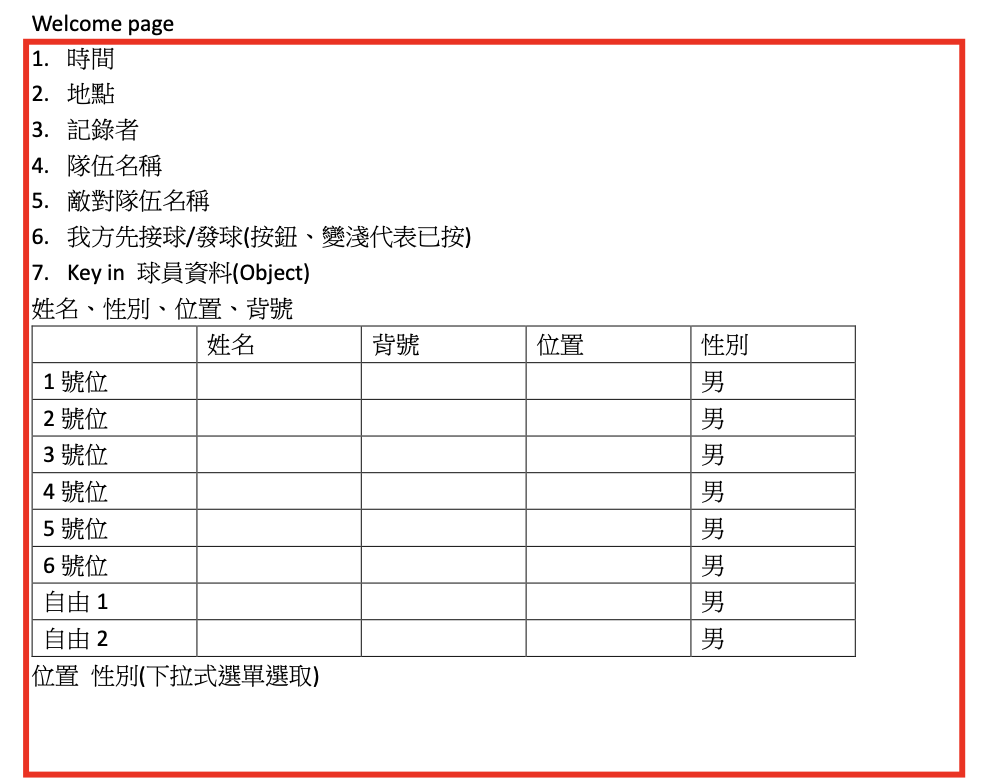 Welcome page
1. 時間
2. 地點
3. 記錄者
4. 隊伍名稱
5. 敵對隊伍名稱
6. 我方先接球/發球(按鈕、變淺代表已按)
7. Key in 球員資料(Object)
姓名、性別、位置、背號
姓名 背號 位置 性別
1 號位 男
2 號位 男
3 號位 男
4 號位 男
5 號位 男
6 號位 男
自由 1 男
自由 2 男
位置 性別(下拉式選單選取)